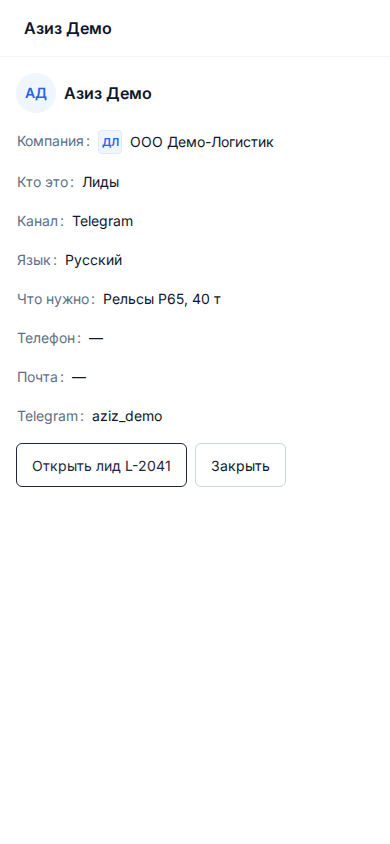 Азиз Демо
АД Азиз Демо
Компания: ДЛ ООО Демо-Логистик
Кто это: Лиды
Канал: Telegram
Язык: Русский
Что нужно: Рельсы Р65, 40 т
Телефон: —
Почта: —
Telegram: aziz_demo
Открыть лид L-2041 Закрыть